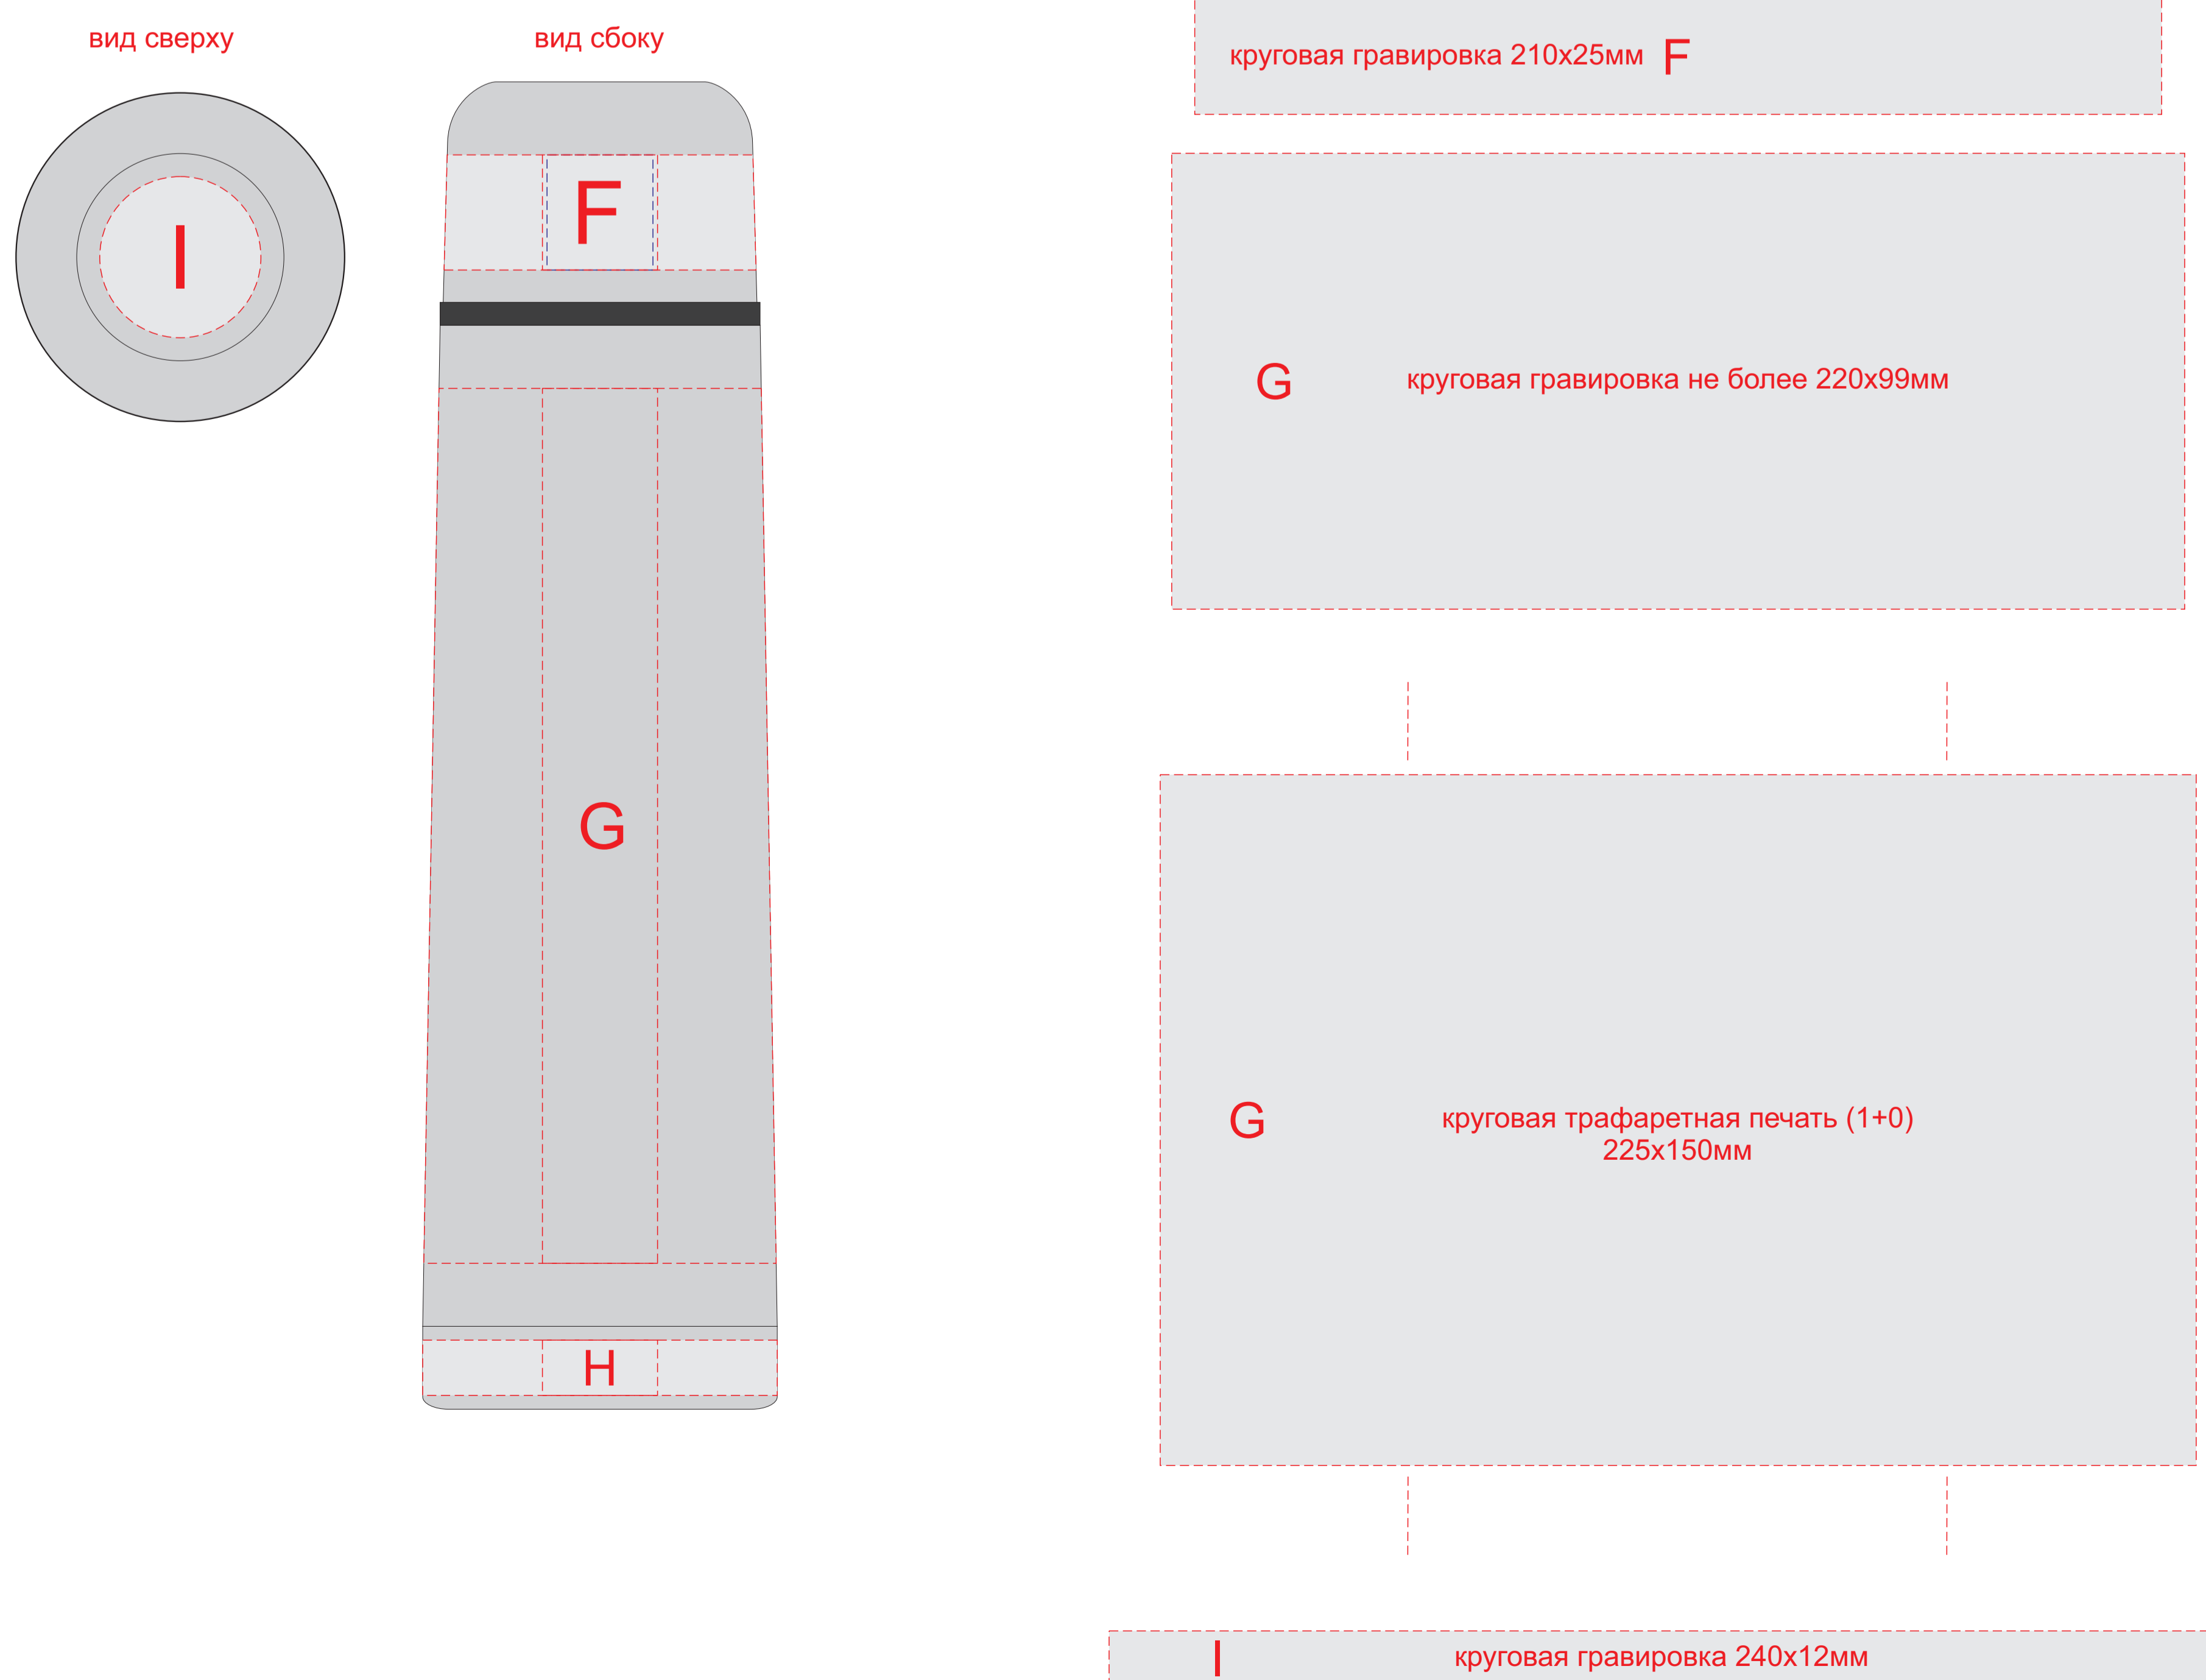 вид сверху
вид сбоку
I
F
G
H
круговая гравировка 210х25мм F
G круговая гравировка не более 220х99мм
G круговая трафаретная печать (1+0)
225х150мм
I круговая гравировка 240х12мм